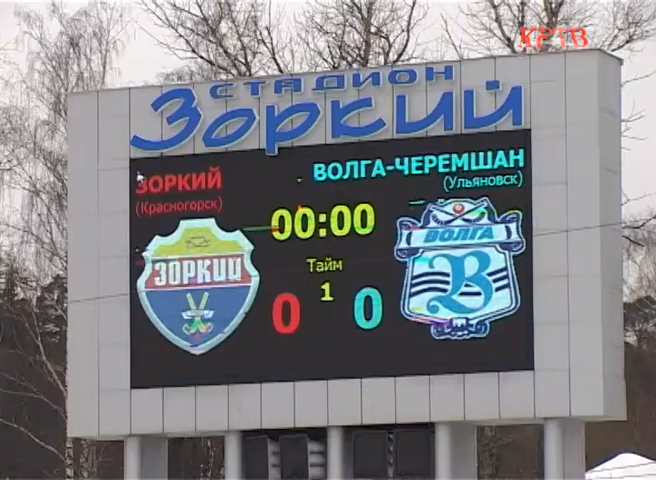 КРТВ
СТАДИОН
Зоркий
ЗОРКИЙ
(Красногорск)
ВОЛГА-ЧЕРЕМШАН
(Ульяновск)
00:00
Тайм
1
0 0
ЗОРКИЙ
ВОЛГА
В